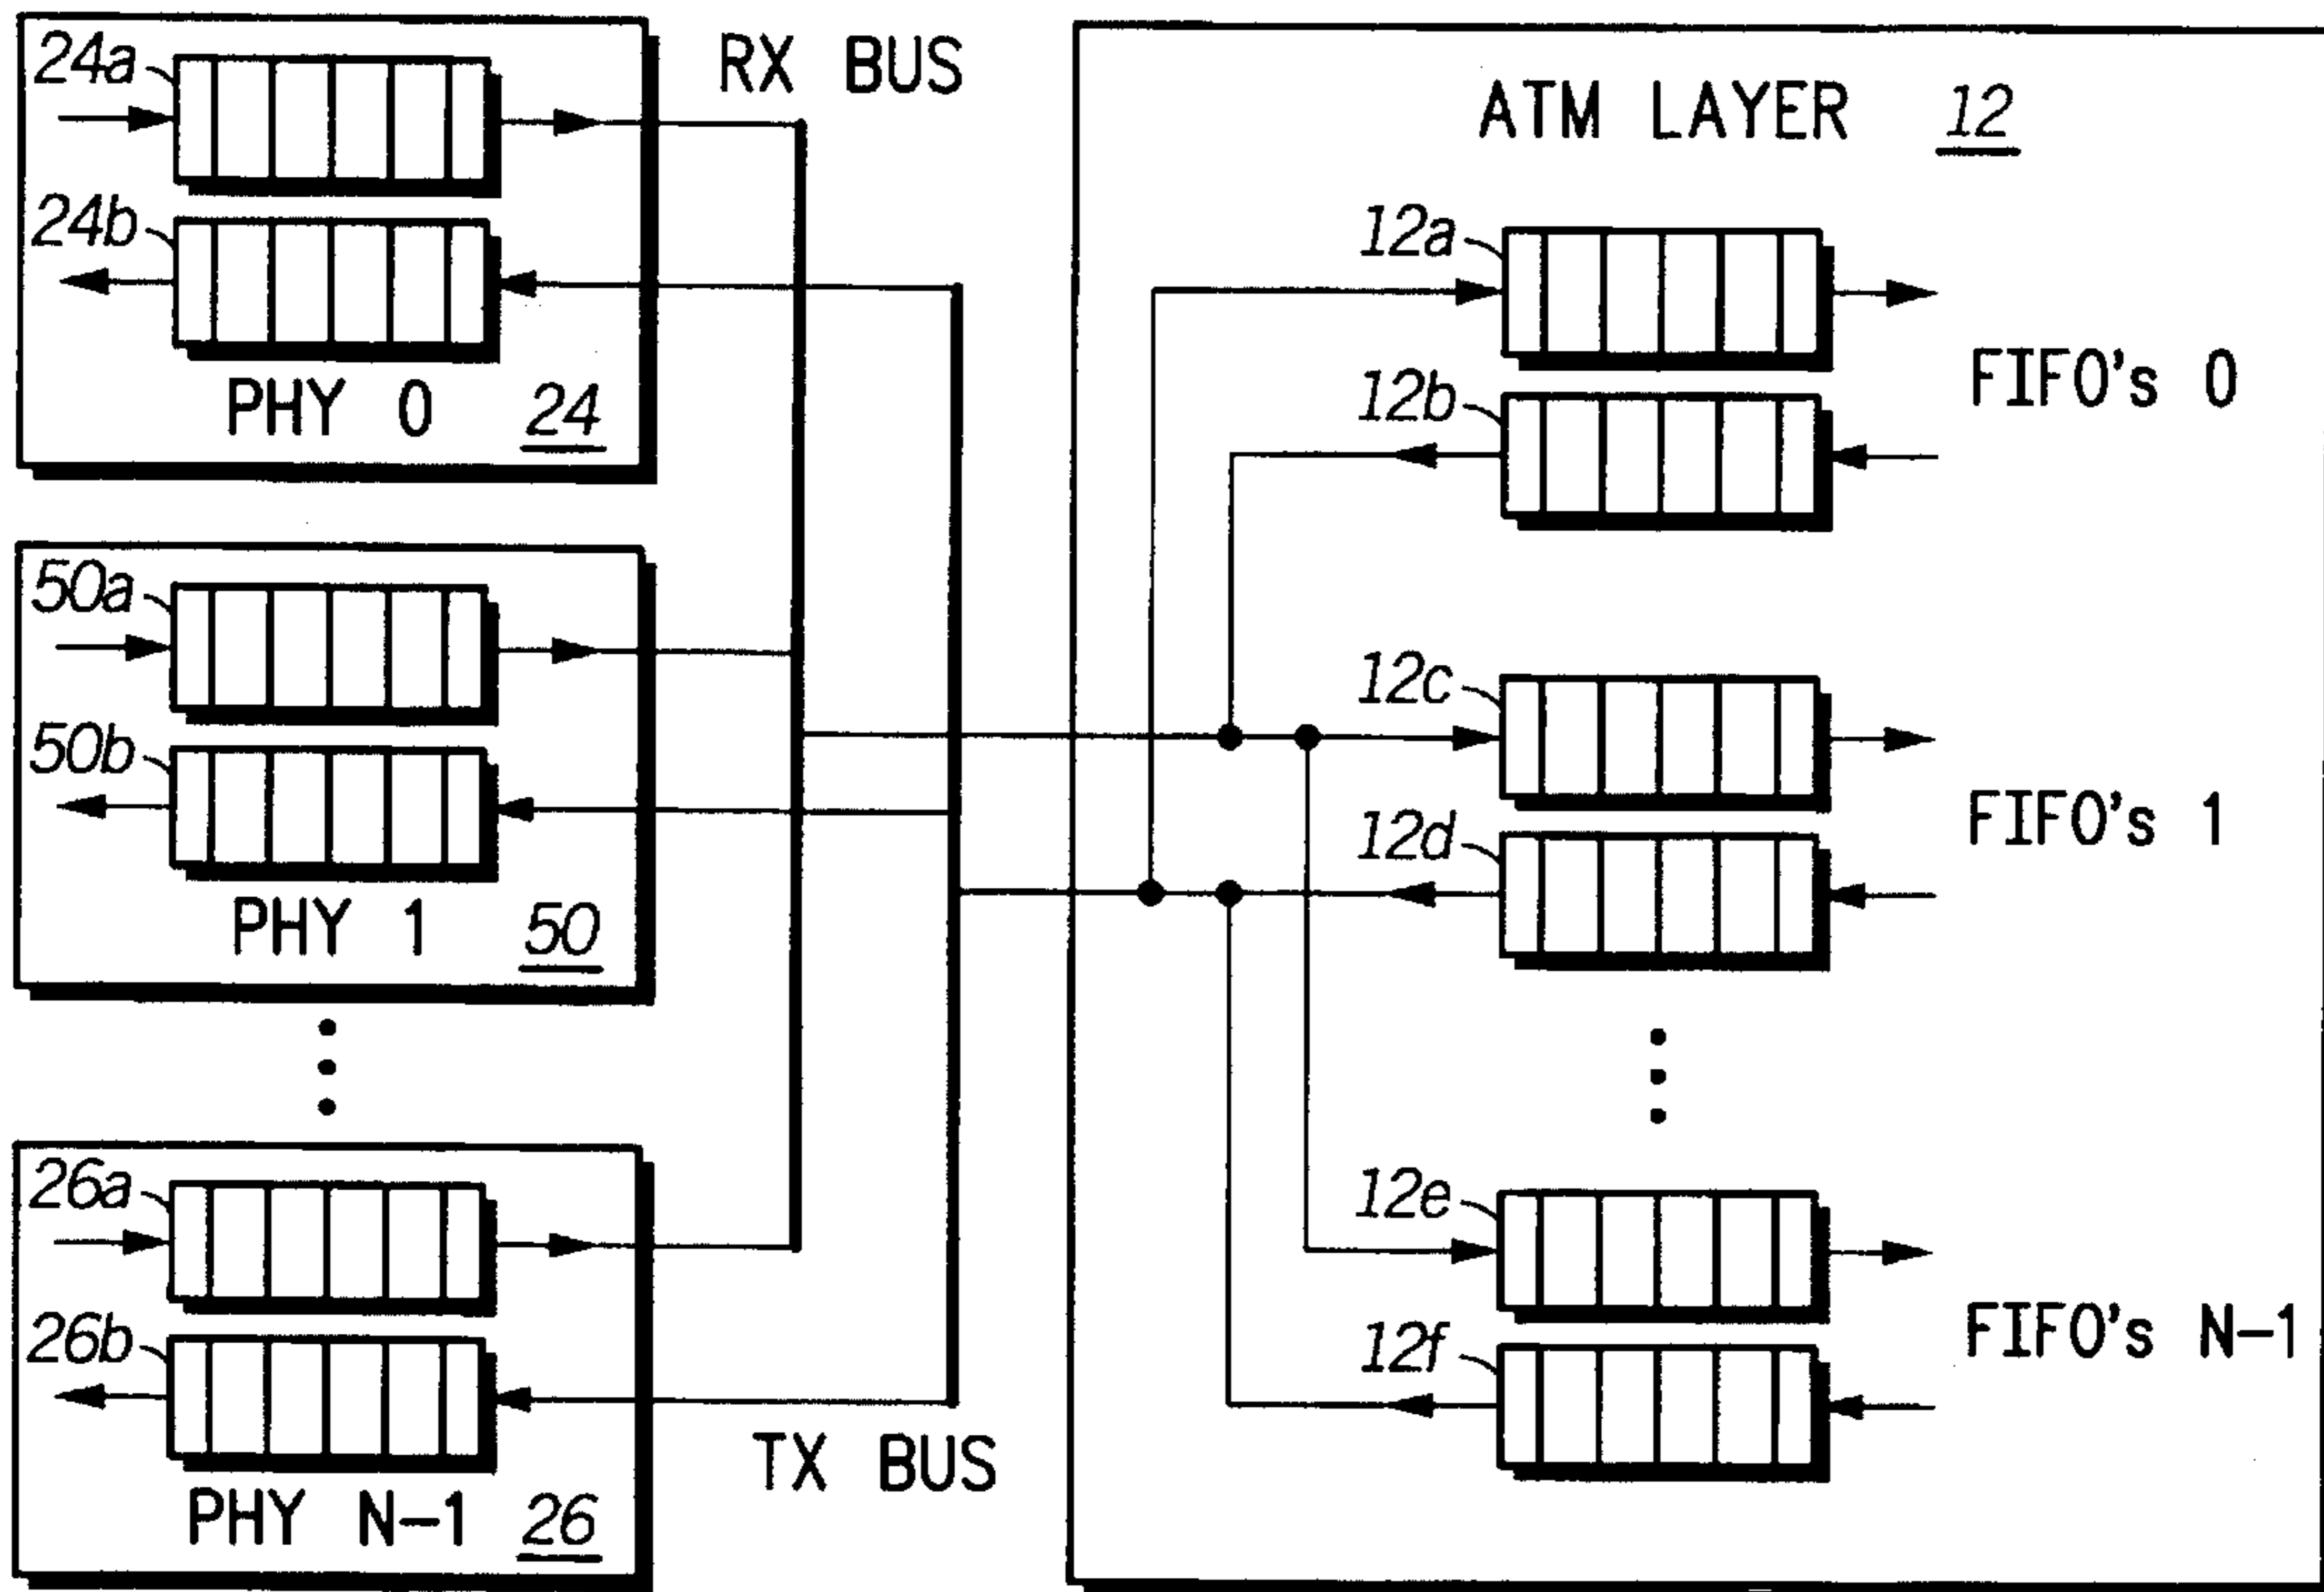 24a
24b
PHY 0 24
RX BUS
50a
50b
PHY 1 50
26a
26b
PHY N-1 26
TX BUS
ATM LAYER 12
12a
12b
FIFO's 0
12c
12d
FIFO's 1
12e
12f
FIFO's N-1